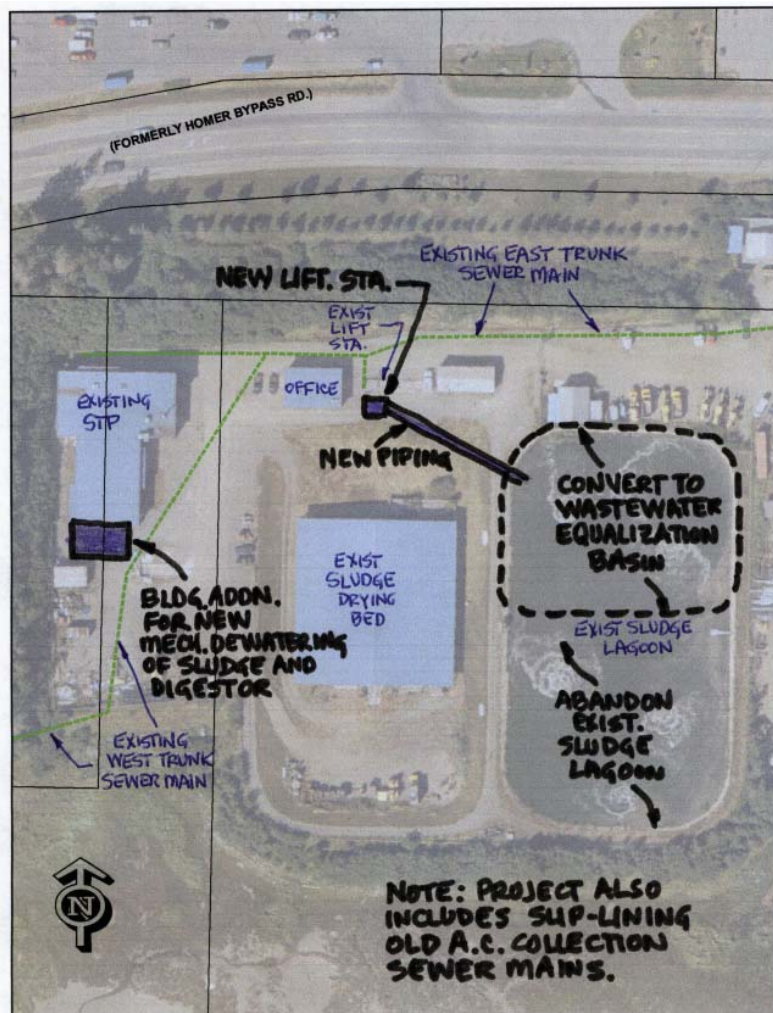 (FORMERLY HOMER BYPASS RD.)
NEW LIFT. STA.
EXISTING EAST TRUNK
SEWER MAIN
EXIST
LIFT
STA.
EXISTING
STP
OFFICE
NEW PIPING
CONVERT TO
WASTEWATER
EQUALIZATION
BASIN
EXIST
SLUDGE
DRYING
BED
BLDG. ADDN.
FOR NEW
MECH. DEWATERING
OF SLUDGE AND
DIGESTOR
EXIST SLUDGE
LAGOON
ABANDON
EXIST.
SLUDGE
LAGOON
EXISTING
WEST TRUNK
SEWER MAIN
N
NOTE: PROJECT ALSO
INCLUDES SLIP-LINING
OLD A.C. COLLECTION
SEWER MAINS.